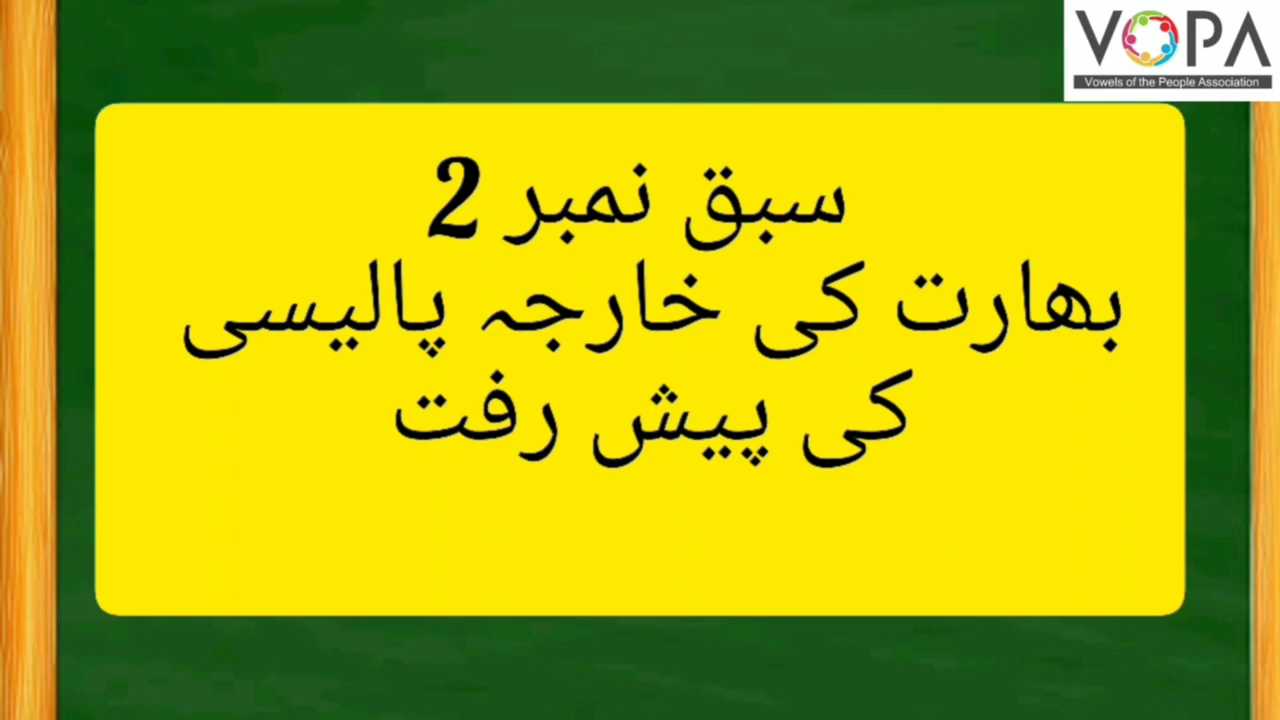 VOPA
Vowels of the People Association
سبق نمبر 2
بھارت کی خارجہ پالیسی
کی پیش رفت